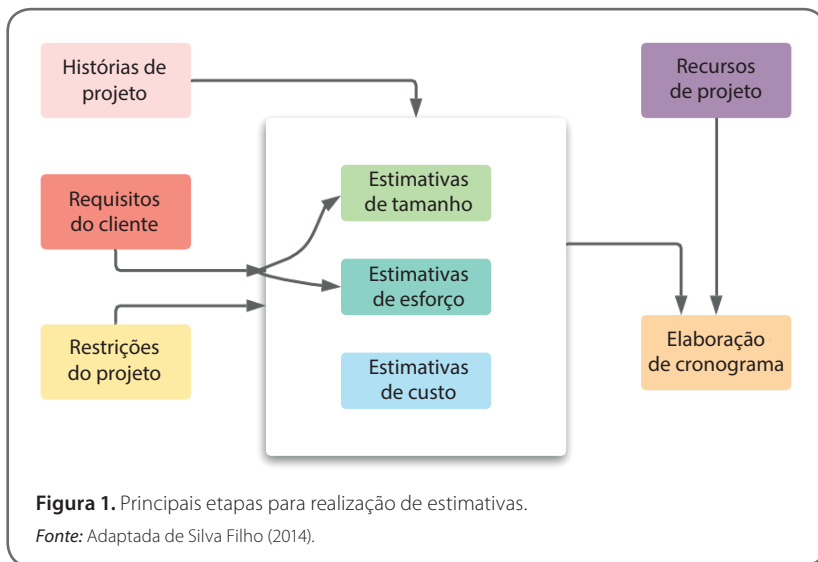 Histórias de
projeto
Recursos
de projeto
Requisitos
do cliente
Estimativas
de tamanho
Estimativas
de esforço
Restrições
do projeto
Estimativas
de custo
Elaboração
de cronograma
Figura 1. Principais etapas para realização de estimativas.
Fonte: Adaptada de Silva Filho (2014).